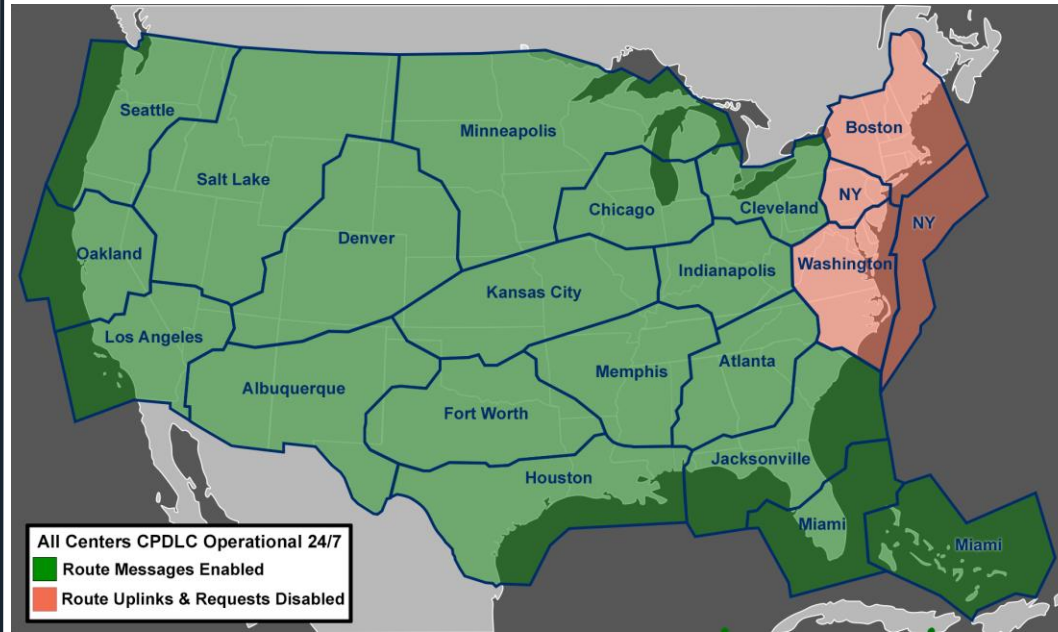 Seattle
Minneapolis
Boston
Salt Lake
NY
Chicago
Cleveland
NY
Denver
Oakland
Washington
Indianapolis
Kansas City
Los Angeles
Atlanta
Memphis
Albuquerque
Fort Worth
Jacksonville
Houston
Miami
Miami
All Centers CPDLC Operational 24/7
Route Messages Enabled
Route Uplinks & Requests Disabled